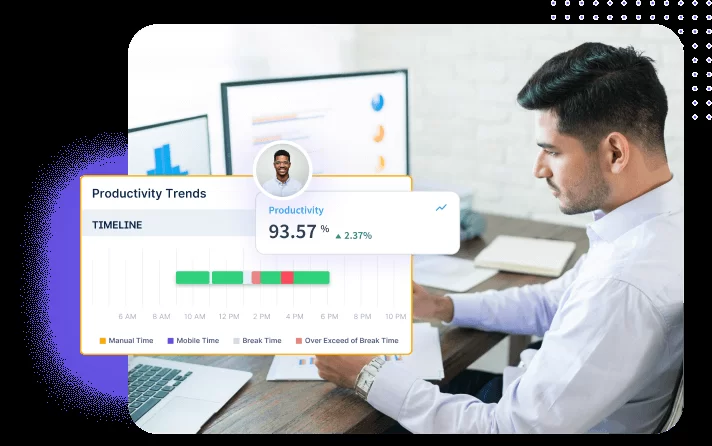 Productivity Trends
Productivity
93.57 % ▲ 2.37%
TIMELINE
6 AM 8 AM 10 AM 12 PM 2 PM 4 PM 6 PM 8 PM 10 PM
Manual Time Mobile Time Break Time Over Exceed of Break Time